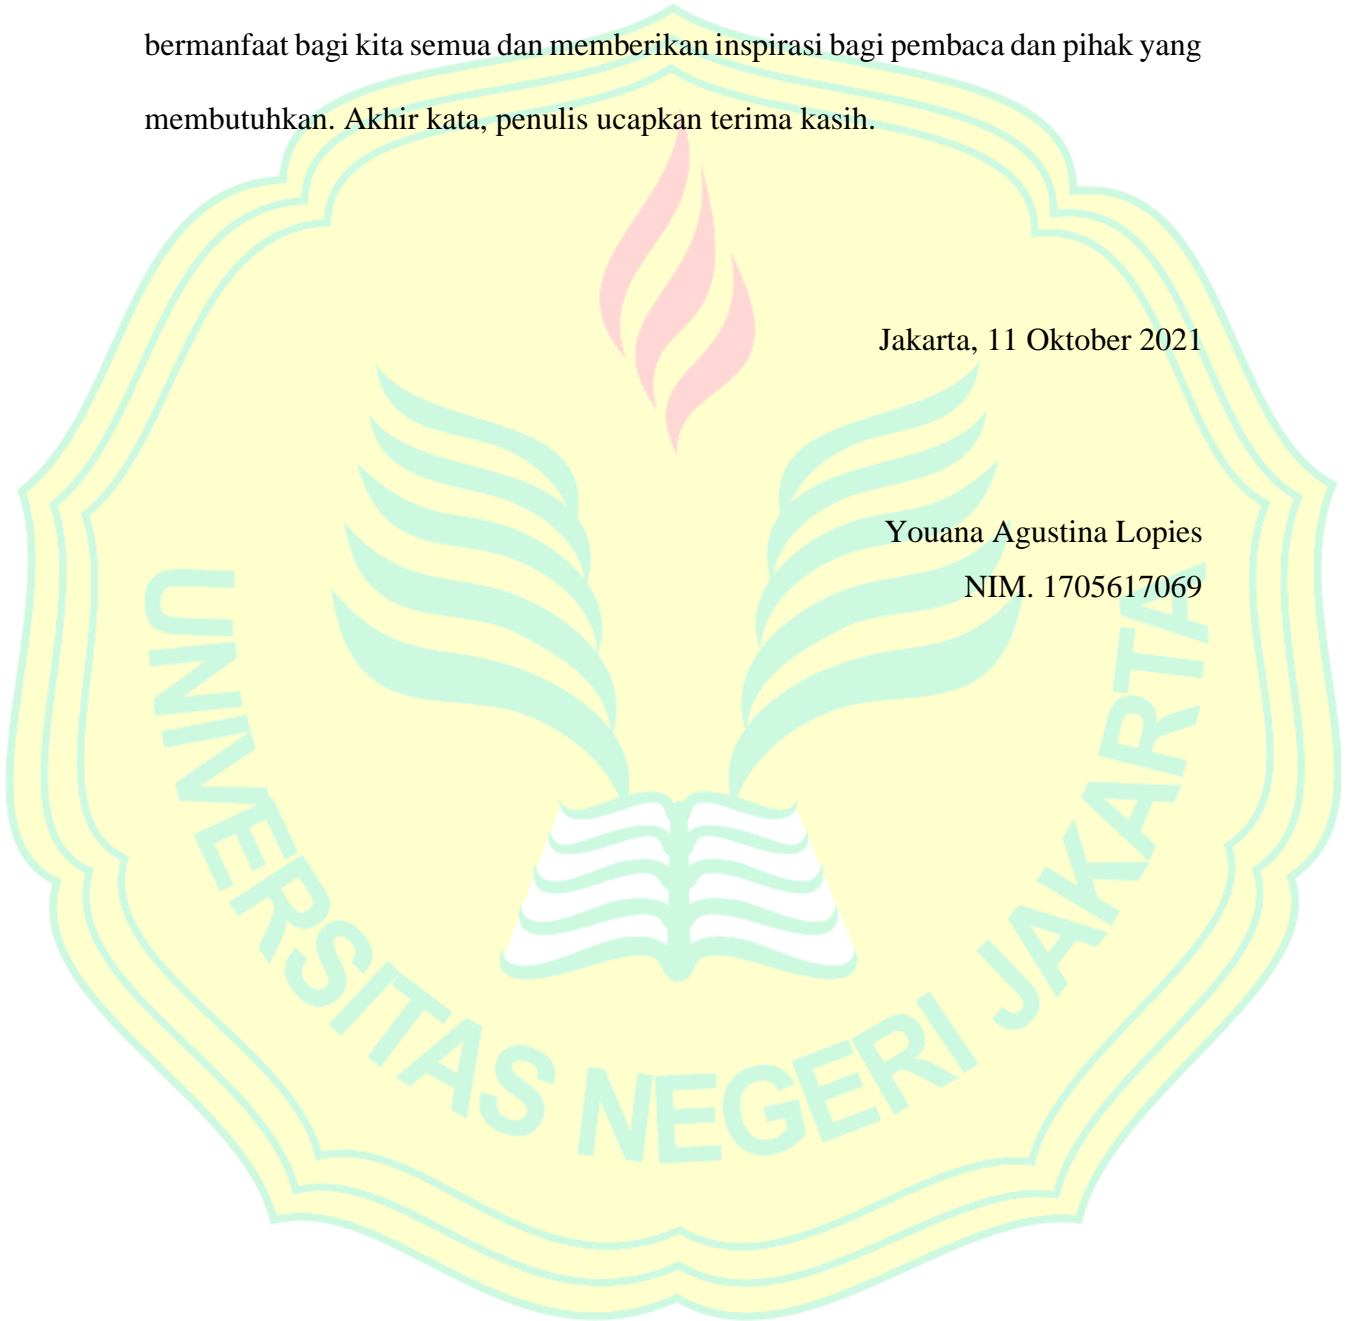 bermanfaat bagi kita semua dan memberikan inspirasi bagi pembaca dan pihak yang
membutuhkan. Akhir kata, penulis ucapkan terima kasih.
Jakarta, 11 Oktober 2021
Youana Agustina Lopies
NIM. 1705617069
UNIVERSITAS NEGERI JAKARTA